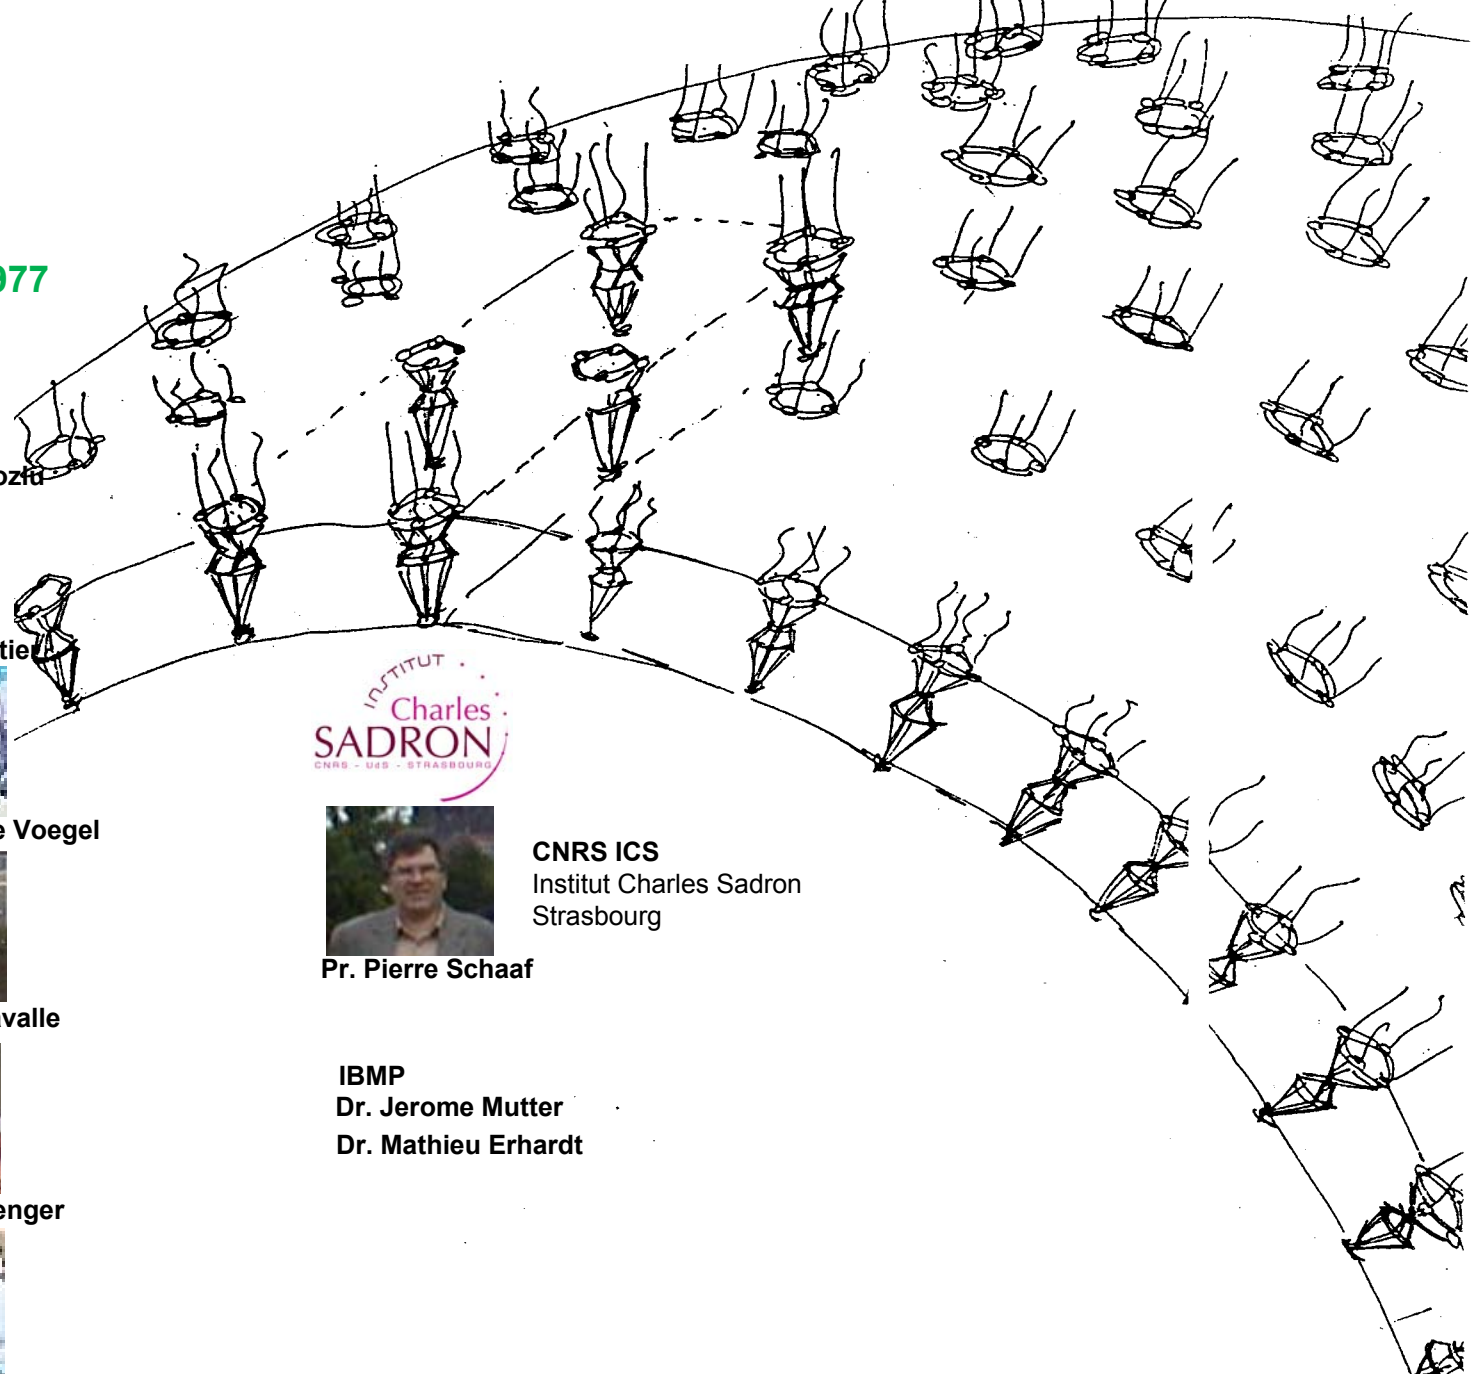 977
ozlu
tier
INSTITUT
Charles
SADRON
CNRS - UdS - STRASBOURG
e Voegel
CNRS ICS
Institut Charles Sadron
Strasbourg
Pr. Pierre Schaaf
avalle
IBMP
Dr. Jerome Mutter
Dr. Mathieu Erhardt
enger